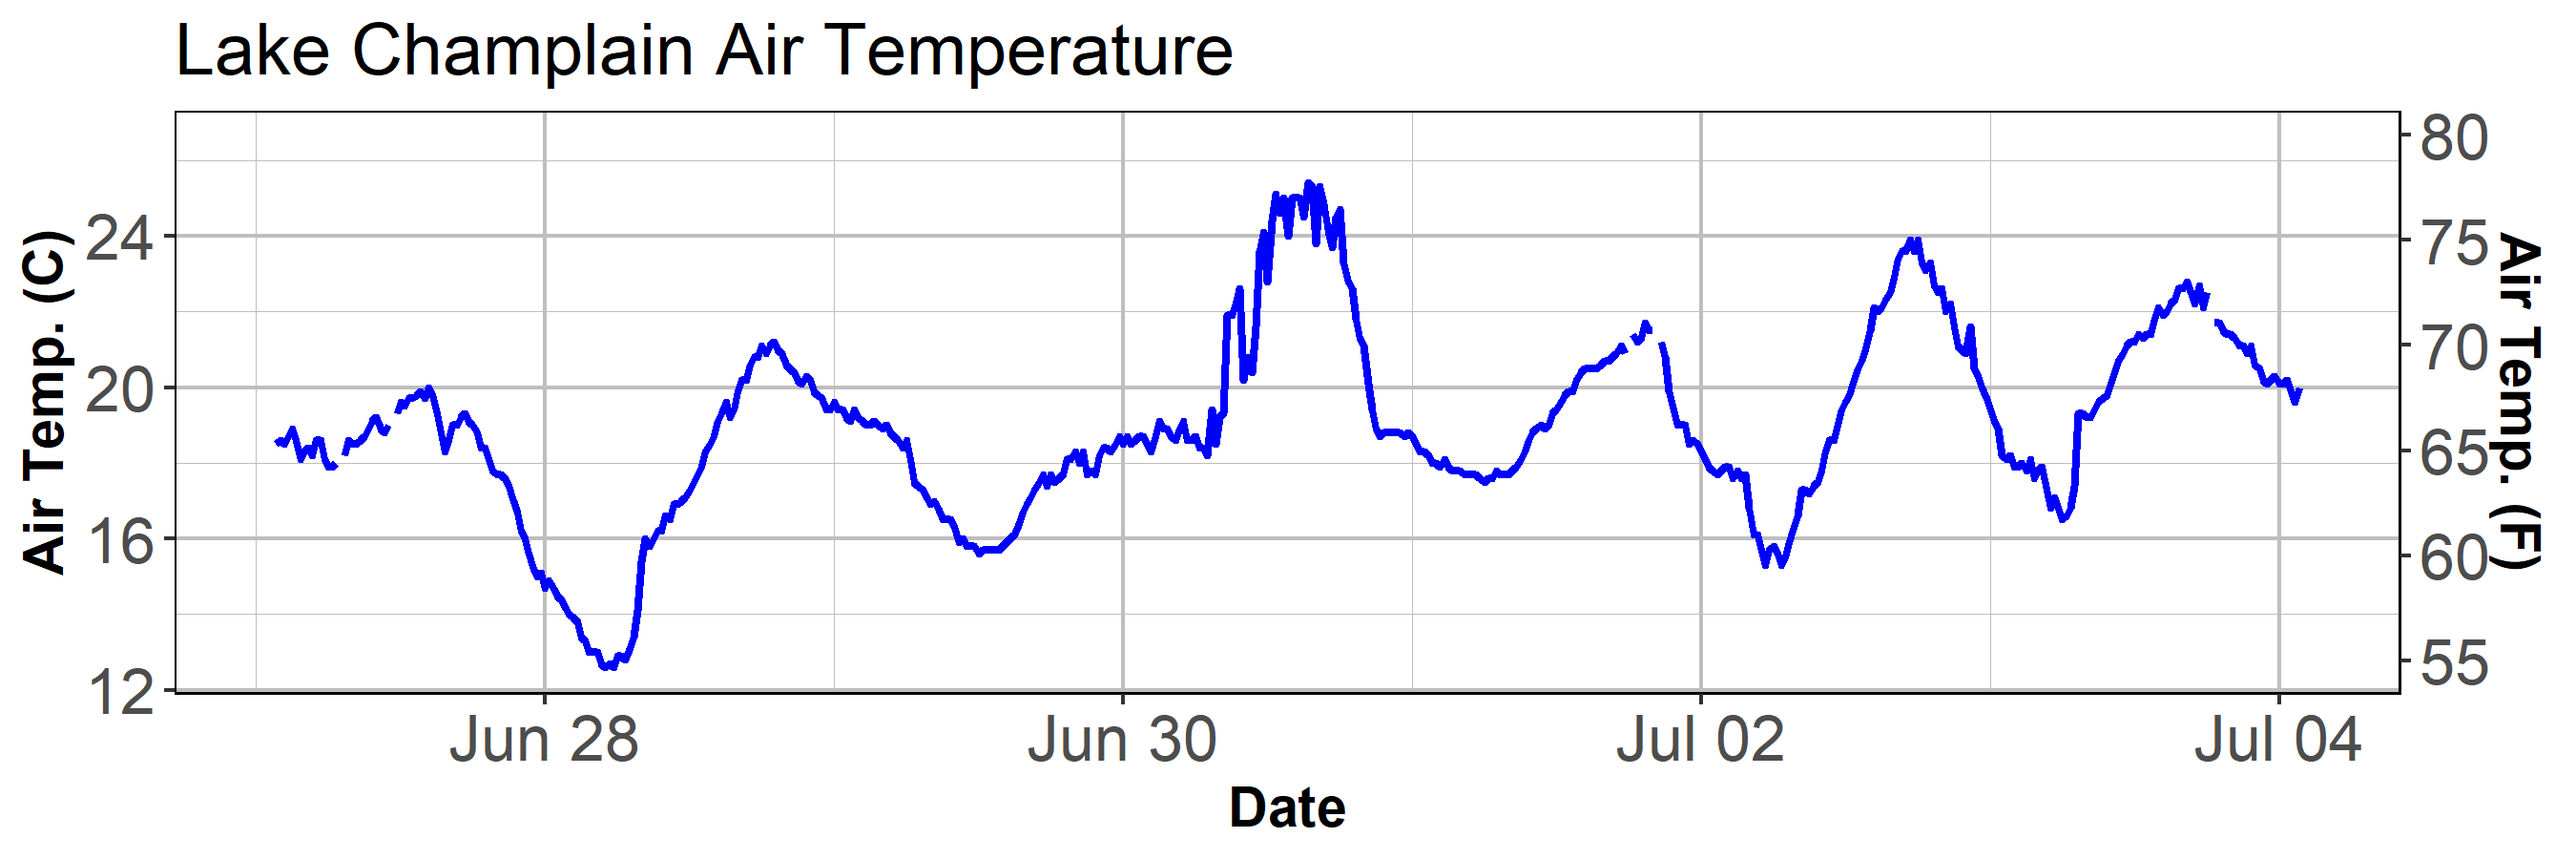 Lake Champlain Air Temperature
Air Temp. (C)
24
20
16
12
80
75
70
65
60
55
Air Temp. (F)
Jun 28
Jun 30
Jul 02
Jul 04
Date